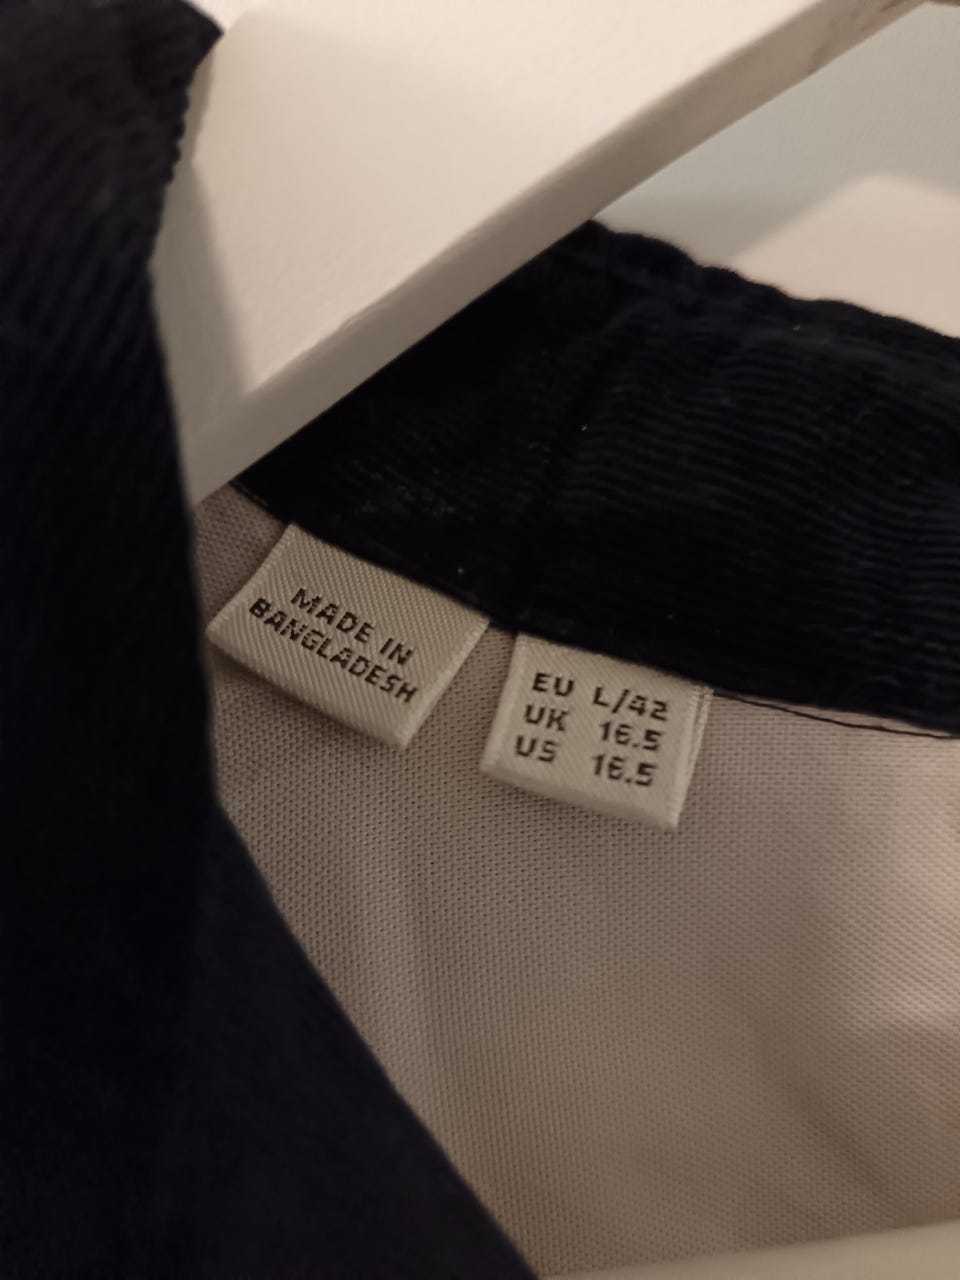 MADE IN
BANGLADESH
EU L/42
UK 16.5
US 16.5